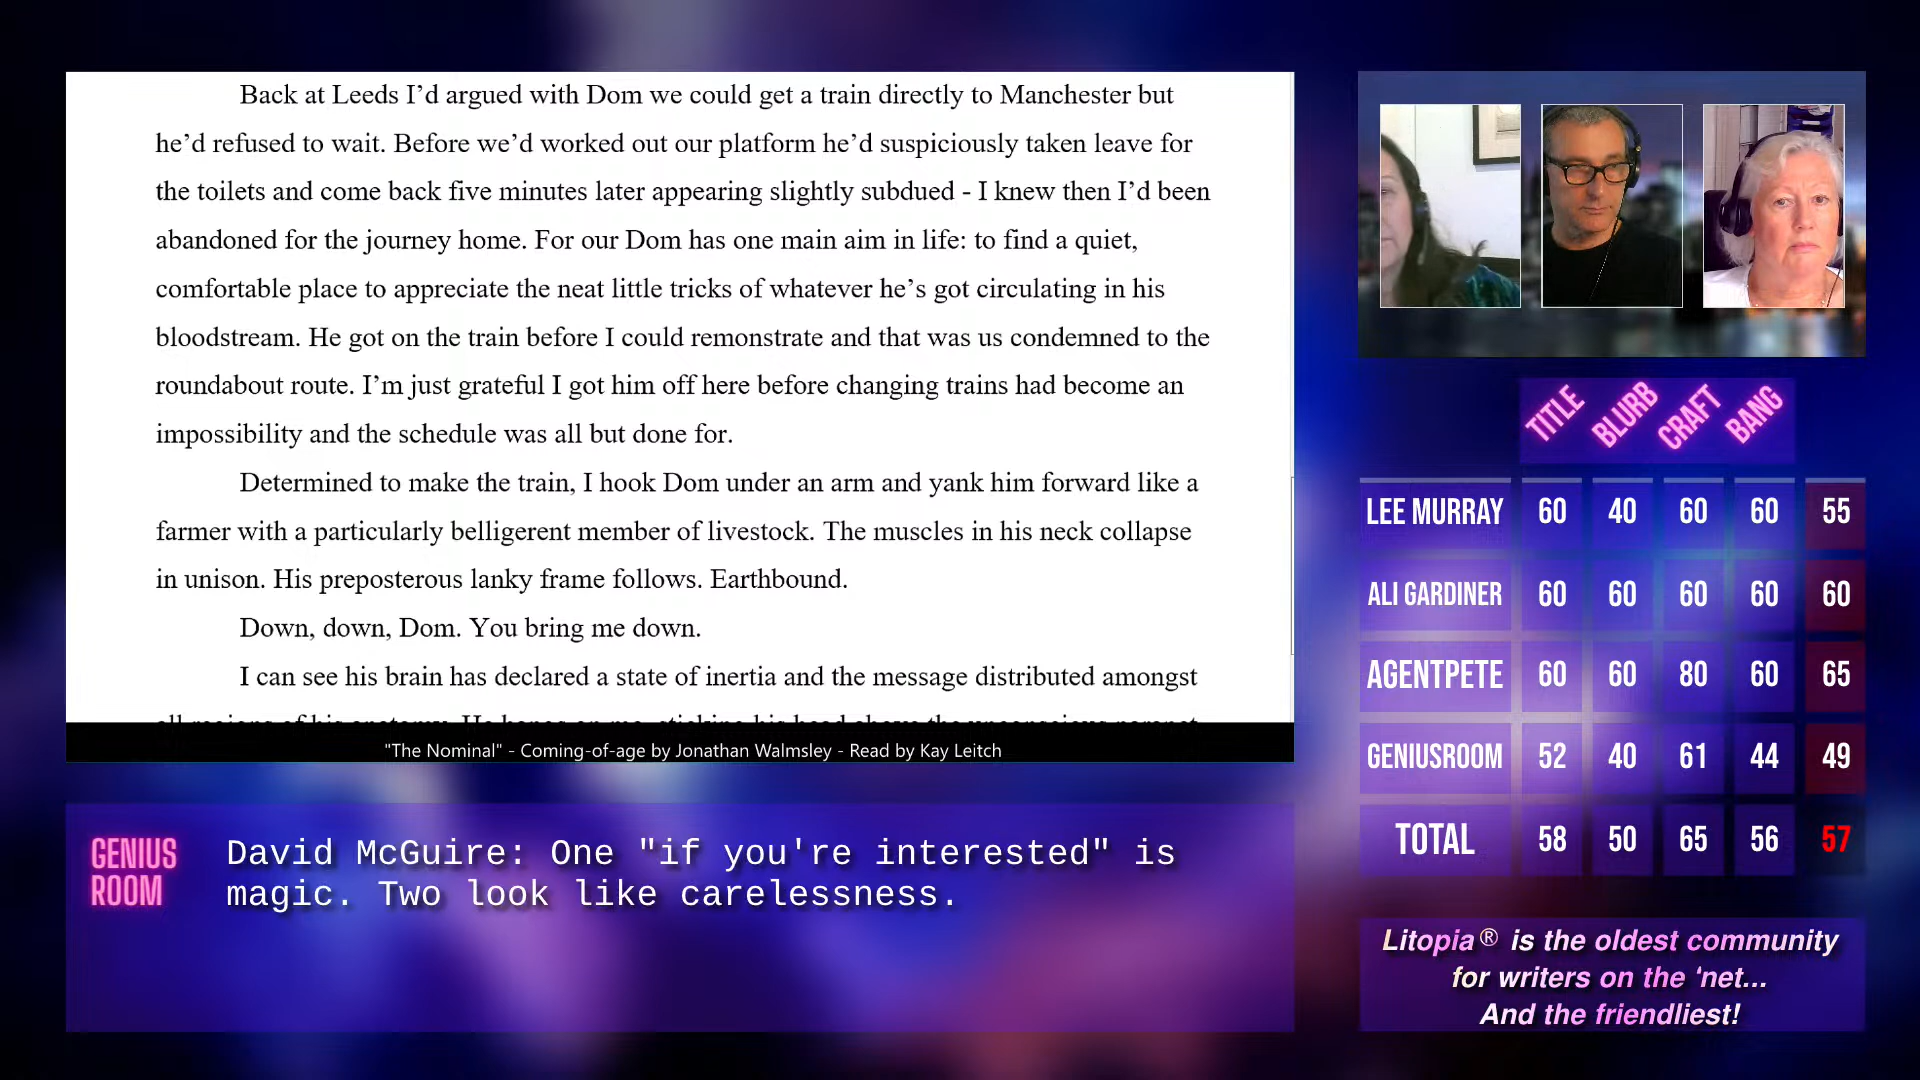 Back at Leeds I’d argued with Dom we could get a train directly to Manchester but
he’d refused to wait. Before we’d worked out our platform he’d suspiciously taken leave for
the toilets and come back five minutes later appearing slightly subdued - I knew then I’d been
abandoned for the journey home. For our Dom has one main aim in life: to find a quiet,
comfortable place to appreciate the neat little tricks of whatever he’s got circulating in his
bloodstream. He got on the train before I could remonstrate and that was us condemned to the
roundabout route. I’m just grateful I got him off here before changing trains had become an
impossibility and the schedule was all but done for.
Determined to make the train, I hook Dom under an arm and yank him forward like a
farmer with a particularly belligerent member of livestock. The muscles in his neck collapse
in unison. His preposterous lanky frame follows. Earthbound.
Down, down, Dom. You bring me down.
I can see his brain has declared a state of inertia and the message distributed amongst
"The Nominal" - Coming-of-age by Jonathan Walmsley - Read by Kay Leitch
GENIUS
ROOM
David McGuire: One "if you're interested" is
magic. Two look like carelessness.
TITLE BLURB CRAFT BANG
LEE MURRAY 60 40 60 60 55
ALI GARDINER 60 60 60 60 60
AGENTPETE 60 60 80 60 65
GENIUSROOM 52 40 61 44 49
TOTAL 58 50 65 56 57
Litopia® is the oldest community
for writers on the ‘net...
And the friendliest!